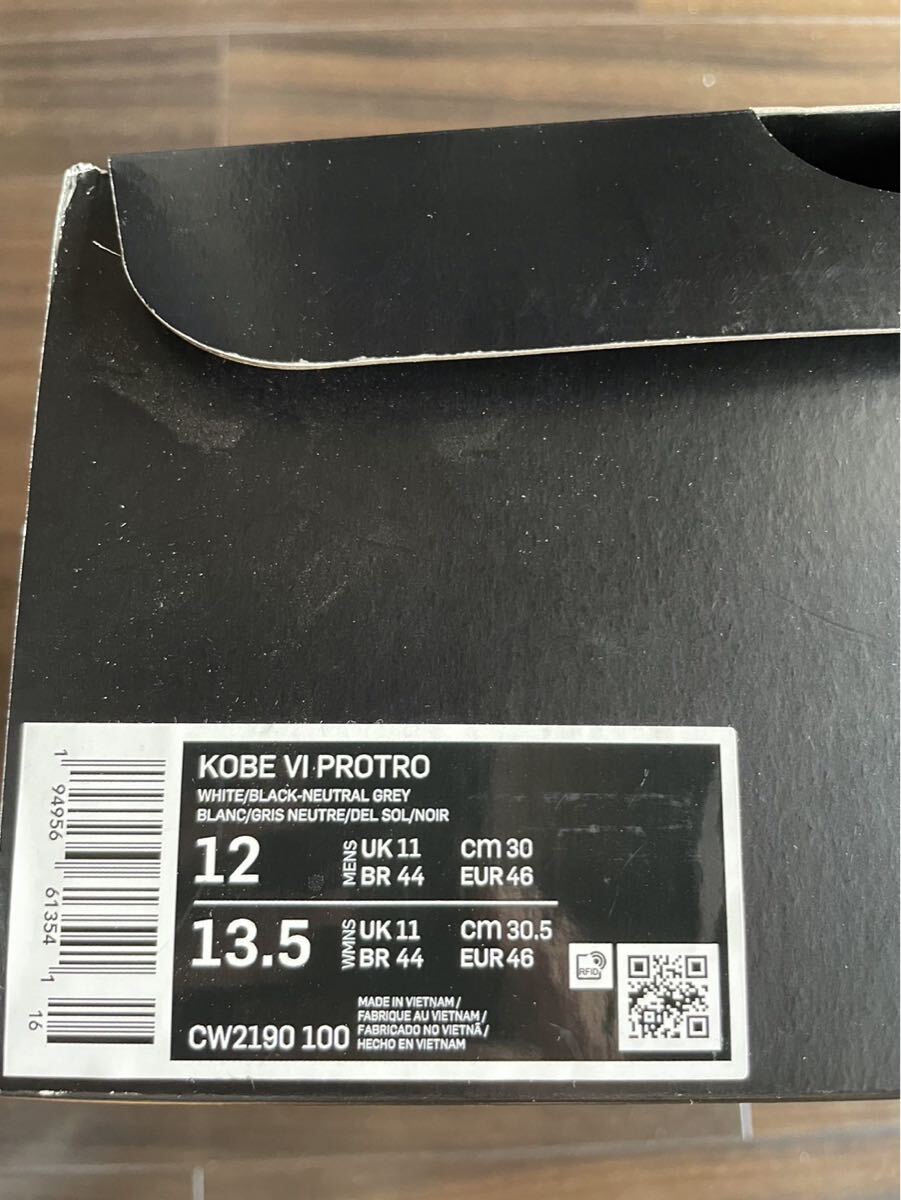 KOBE VI PROTRO
WHITE/BLACK-NEUTRAL GREY
BLANC/GRIS NEUTRE/DEL SOL/NOIR
12
MENS
UK 11 cm 30
BR 44 EUR 46
13.5
WMNS
UK 11 cm 30.5
BR 44 EUR 46
RFID
CW2190 100
MADE IN VIETNAM /
FABRIQUE AU VIETNAM /
FABRICADO NO VIETNÃ /
HECHO EN VIETNAM
1 94956 61354 1 16